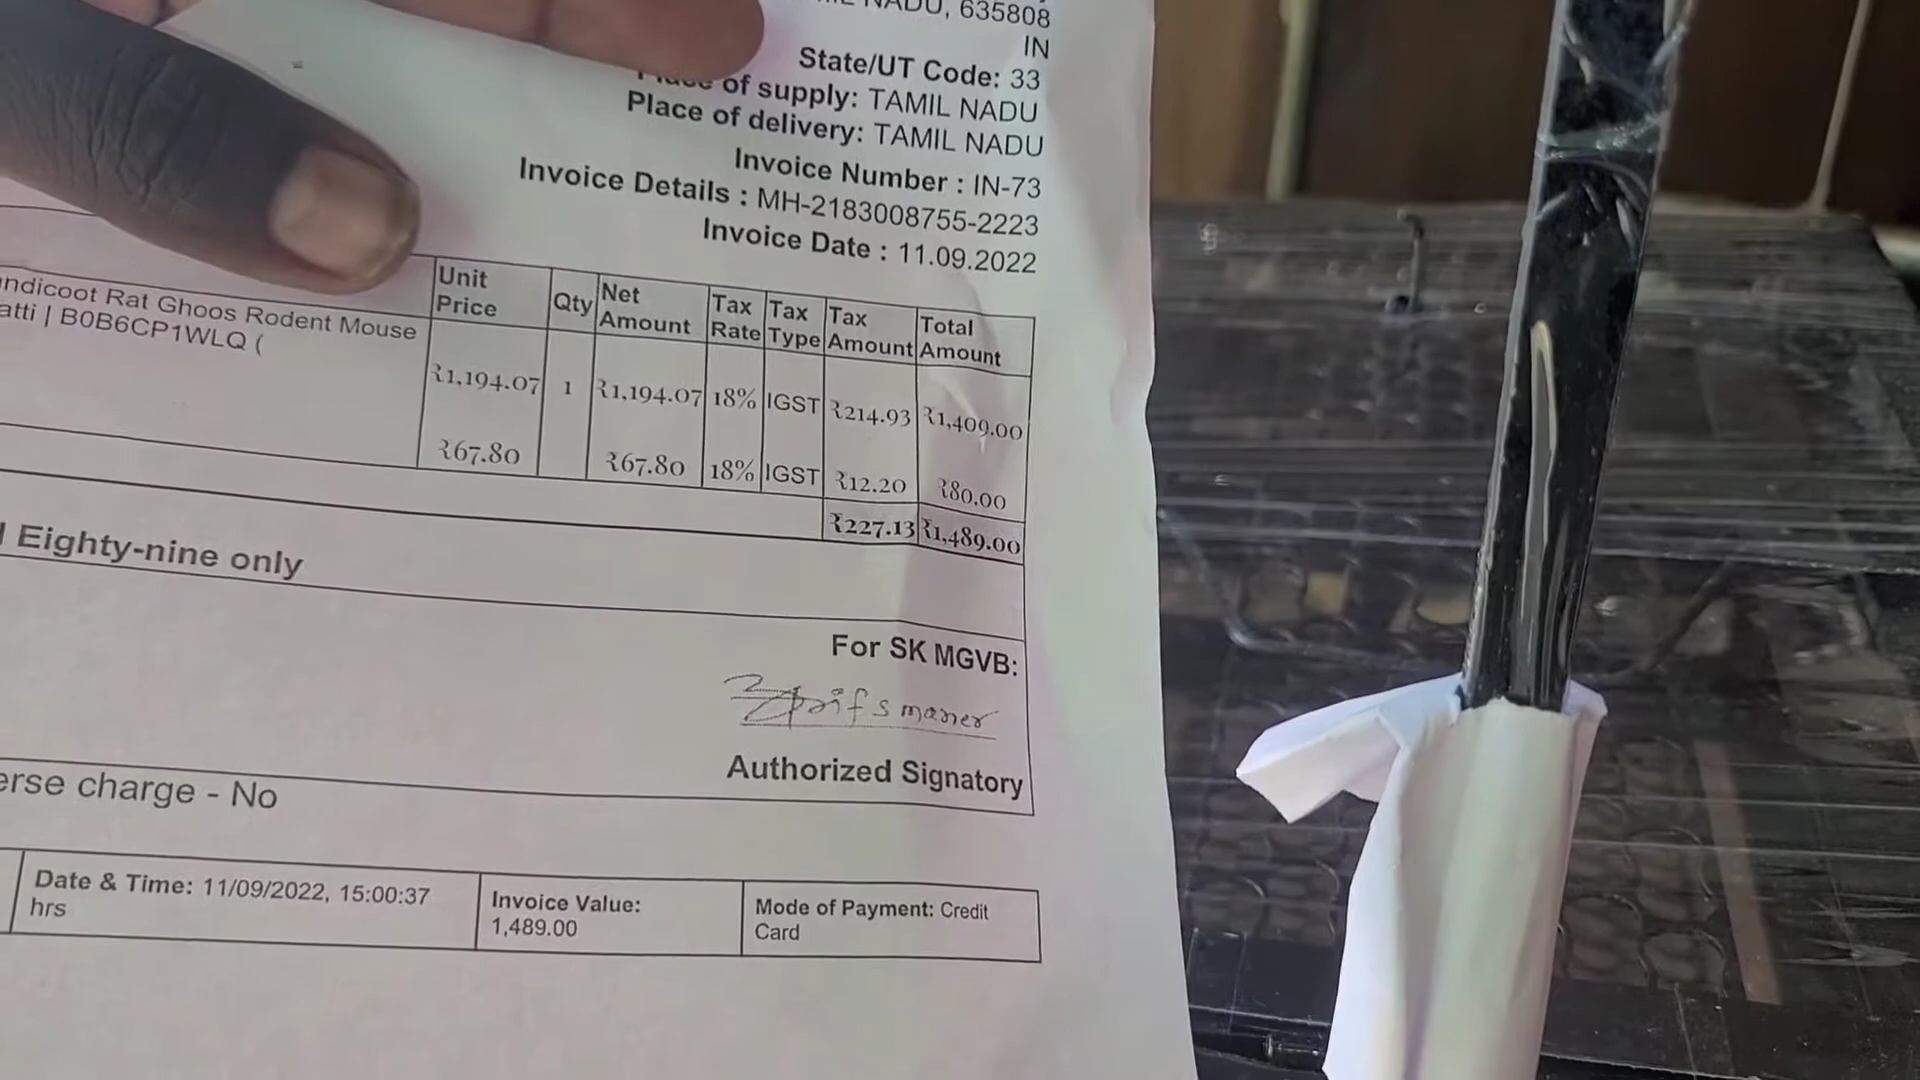 NADU, 635808
IN
State/UT Code: 33
of supply: TAMIL NADU
Place of delivery: TAMIL NADU
Invoice Number : IN-73
Invoice Details : MH-2183008755-2223
Invoice Date : 11.09.2022
Unit Price Qty Net Amount Tax Rate Tax Type Tax Amount Total Amount
ndicoot Rat Ghoos Rodent Mouse
atti | B0B6CP1WLQ (
₹1,194.07 1 ₹1,194.07 18% IGST ₹214.93 ₹1,409.00
₹67.80 ₹67.80 18% IGST ₹12.20 ₹80.00
₹227.13 ₹1,489.00
Eighty-nine only
For SK MGVB:
Authorized Signatory
erse charge - No
Date & Time: 11/09/2022, 15:00:37
hrs
Invoice Value:
1,489.00
Mode of Payment: Credit
Card